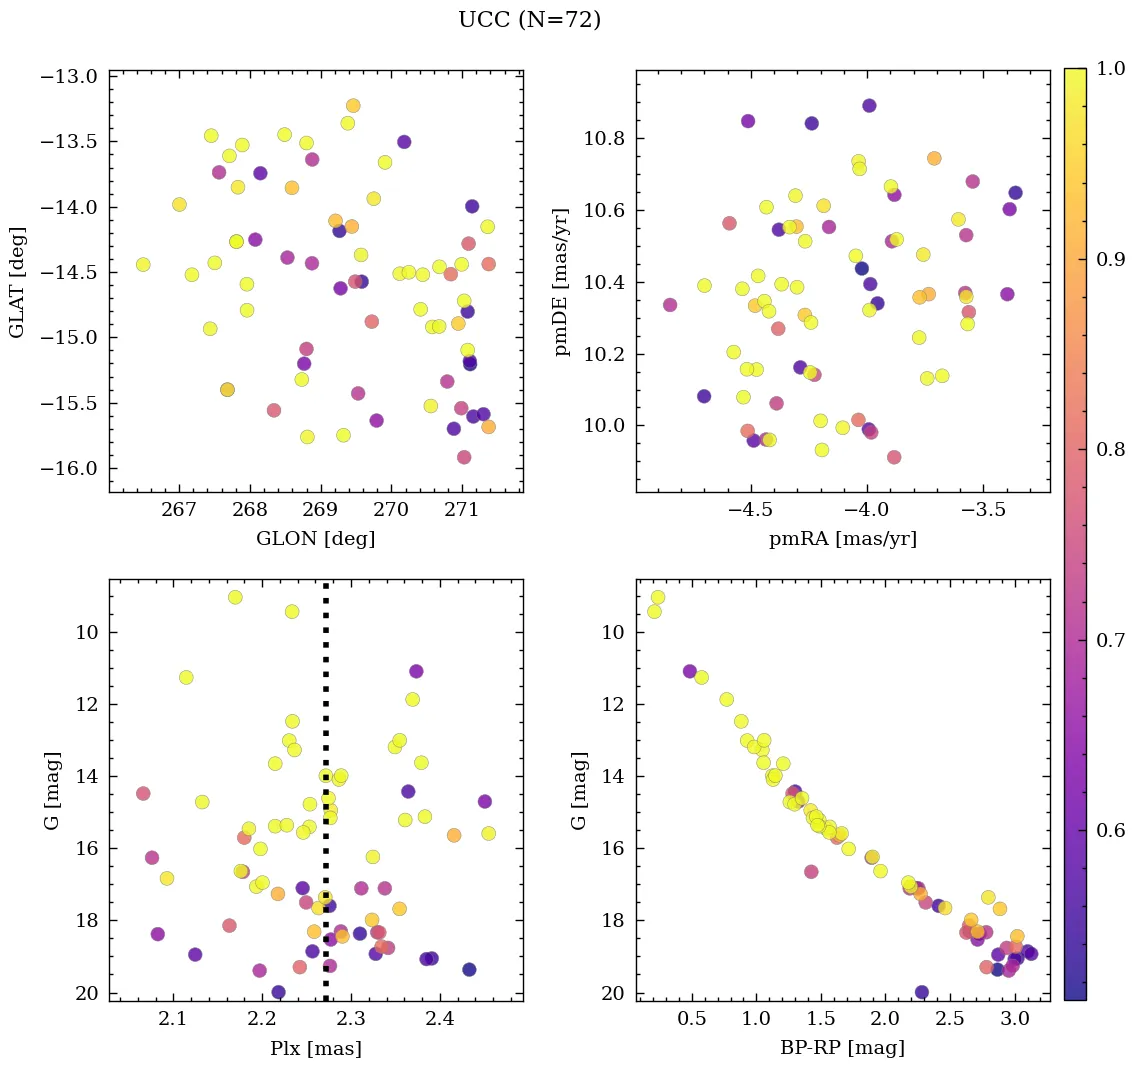 UCC (N=72)
−13.0
−13.5
−14.0
−14.5
−15.0
−15.5
−16.0
GLAT [deg]
267 268 269 270 271
GLON [deg]
10.8
10.6
10.4
10.2
10.0
pmDE [mas/yr]
−4.5 −4.0 −3.5
pmRA [mas/yr]
10
12
14
16
18
20
G [mag]
2.1 2.2 2.3 2.4
Plx [mas]
10
12
14
16
18
20
G [mag]
0.5 1.0 1.5 2.0 2.5 3.0
BP-RP [mag]
1.0
0.9
0.8
0.7
0.6